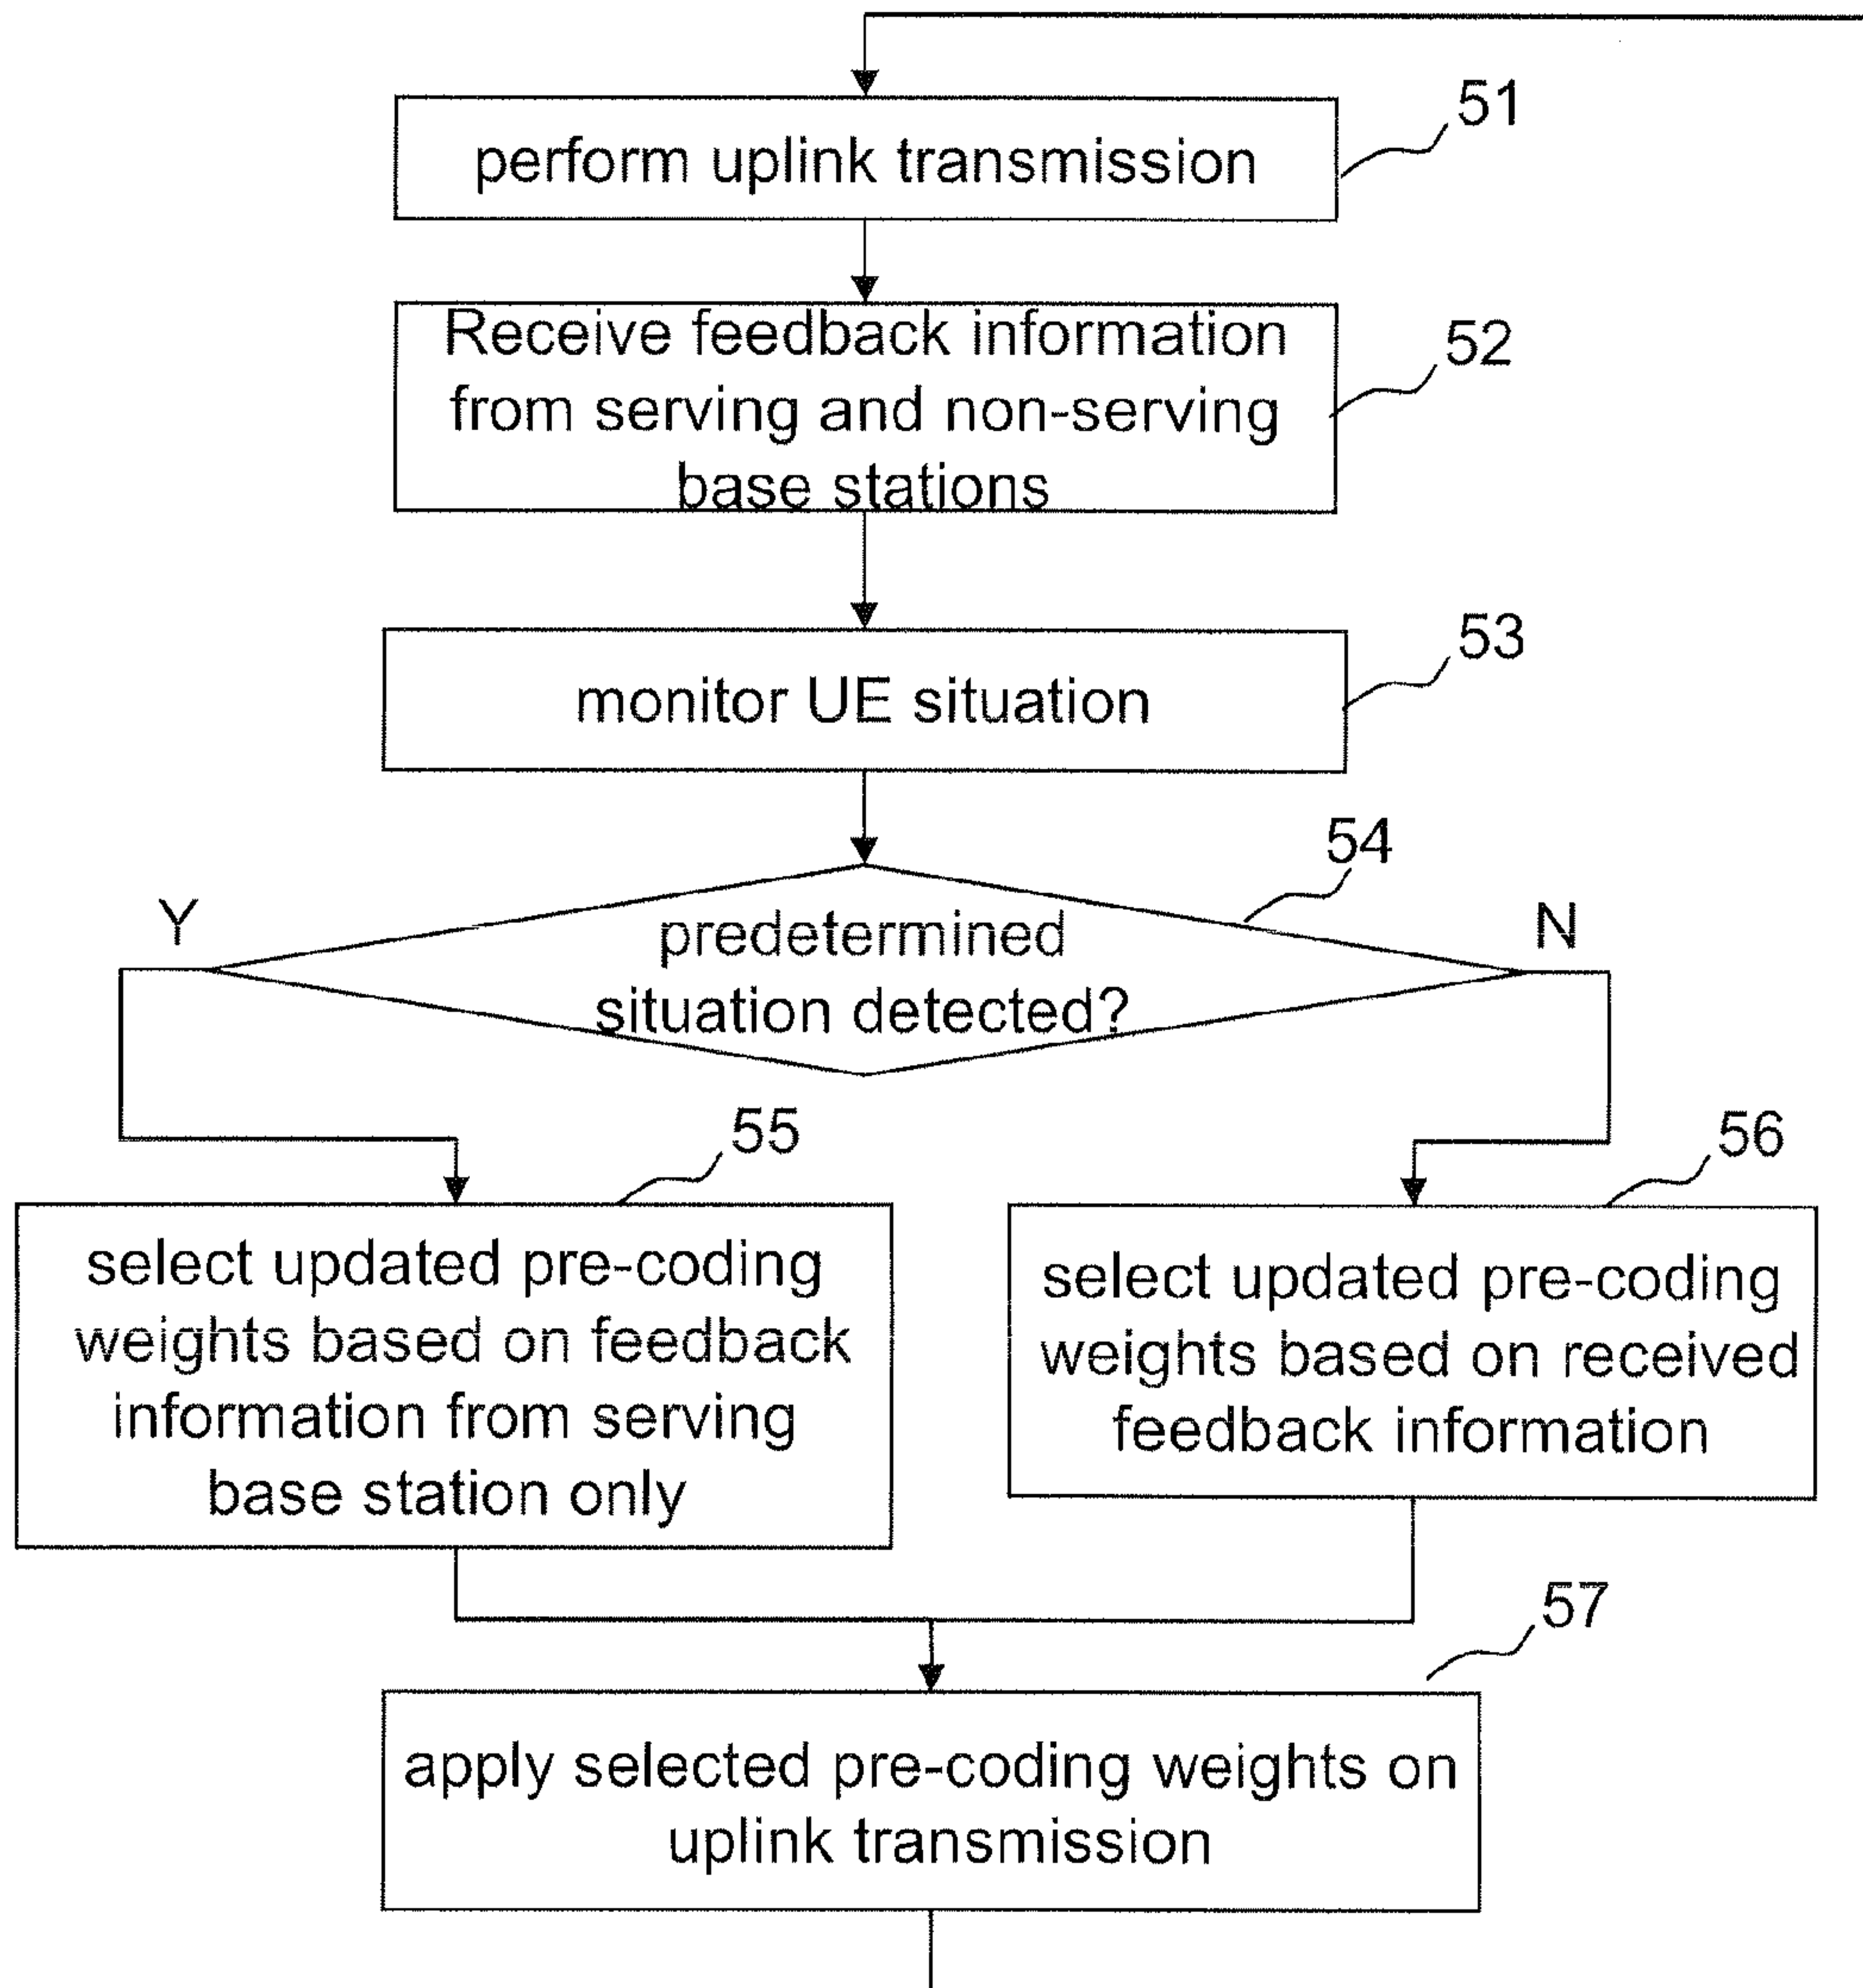 51
perform uplink transmission
52
Receive feedback information
from serving and non-serving
base stations
53
monitor UE situation
54
Y
N
predetermined
situation detected?
55
select updated pre-coding
weights based on feedback
information from serving
base station only
56
select updated pre-coding
weights based on received
feedback information
57
apply selected pre-coding weights on
uplink transmission